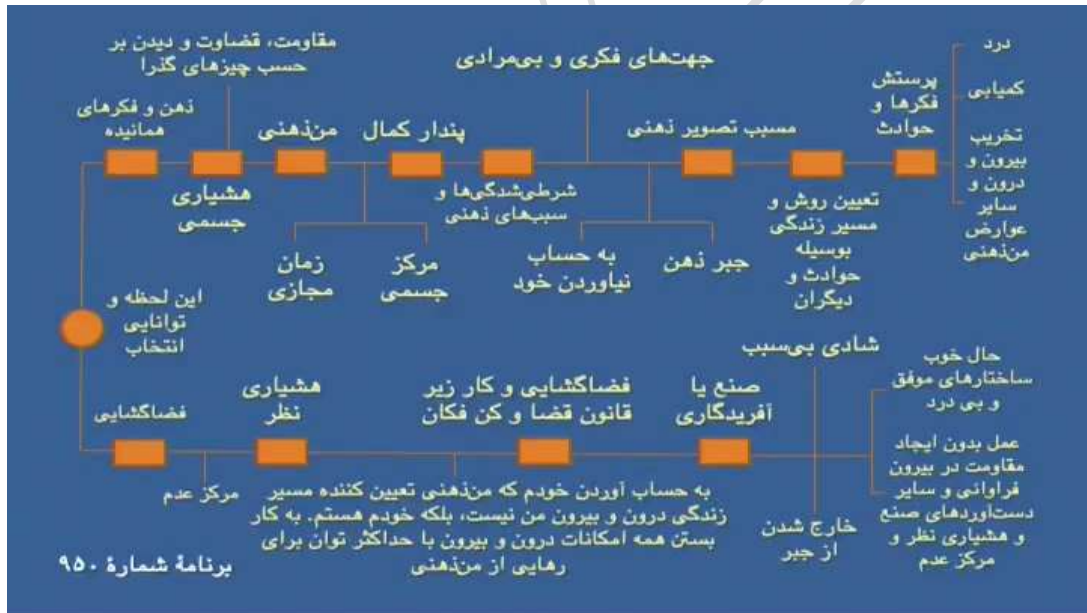 مقاومت، قضاوت و دیدن بر
حسب چیزهای گذرا
جهت‌های فکری و بی‌مرادی
ذهن و فکرهای
همانیده
هشیاری
جسمی
من‌ذهنی
زمان
مجازی
مرکز
جسمی
پندار کمال
شرطی‌شدگی‌ها و
سبب‌های ذهنی
به حساب
نیاوردن خود
جبر ذهن
مسبب تصویر ذهنی
تعیین روش و
مسیر زندگی
بوسیله
حوادث و
دیگران
پرستش
فکرها و
حوادث
درد
کمیابی
تخریب
بیرون و
درون و
سایر
عوارض
من‌ذهنی
این لحظه و
توانایی
انتخاب
فضاگشایی
مرکز عدم
هشیاری
نظر
به حساب آوردن خودم که من‌ذهنی تعیین کننده مسیر
زندگی درون و بیرون من نیست، بلکه خودم هستم. به کار
بستن همه امکانات درون و بیرون با حداکثر توان برای
رهایی از من‌ذهنی
فضاگشایی و کار زیر
قانون قضا و کن فکان
صنع یا
آفریدگاری
شادی بی‌سبب
خارج شدن
از جبر
حال خوب
ساختارهای موفق
و بی درد
عمل بدون ایجاد
مقاومت در بیرون
فراوانی و سایر
دست‌آوردهای صنع
و هشیاری نظر و
مرکز عدم
برنامهٔ شمارهٔ ۹۵۰